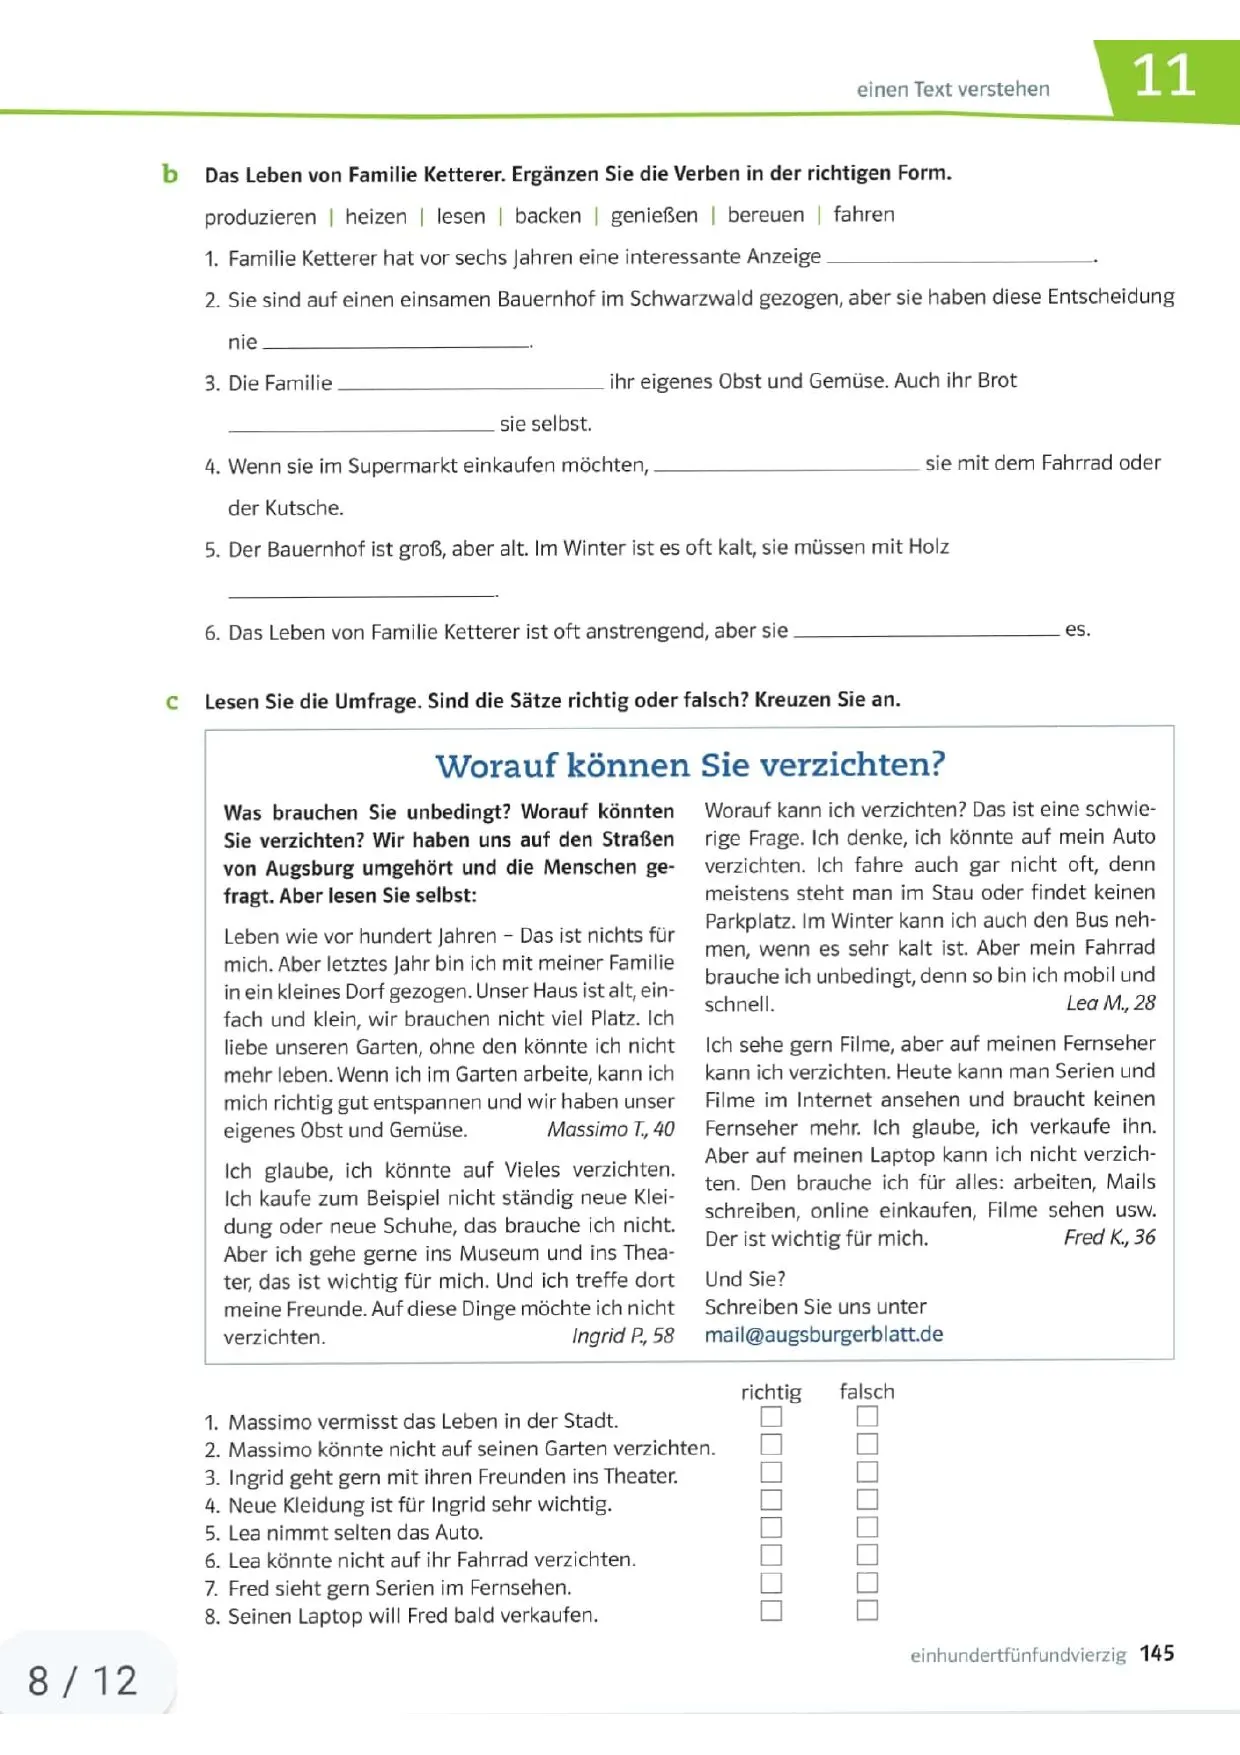 einen Text verstehen
11
b Das Leben von Familie Ketterer. Ergänzen Sie die Verben in der richtigen Form.
produzieren | heizen | lesen | backen | genießen | bereuen | fahren
1. Familie Ketterer hat vor sechs Jahren eine interessante Anzeige ____________.
2. Sie sind auf einen einsamen Bauernhof im Schwarzwald gezogen, aber sie haben diese Entscheidung
nie ____________.
3. Die Familie ____________ ihr eigenes Obst und Gemüse. Auch ihr Brot
____________ sie selbst.
4. Wenn sie im Supermarkt einkaufen möchten, ____________ sie mit dem Fahrrad oder
der Kutsche.
5. Der Bauernhof ist groß, aber alt. Im Winter ist es oft kalt, sie müssen mit Holz
____________.
6. Das Leben von Familie Ketterer ist oft anstrengend, aber sie ____________ es.
c Lesen Sie die Umfrage. Sind die Sätze richtig oder falsch? Kreuzen Sie an.
Worauf können Sie verzichten?
Was brauchen Sie unbedingt? Worauf könnten
Sie verzichten? Wir haben uns auf den Straßen
von Augsburg umgehört und die Menschen ge-
fragt. Aber lesen Sie selbst:
Leben wie vor hundert Jahren – Das ist nichts für
mich. Aber letztes Jahr bin ich mit meiner Familie
in ein kleines Dorf gezogen. Unser Haus ist alt, ein-
fach und klein, wir brauchen nicht viel Platz. Ich
liebe unseren Garten, ohne den könnte ich nicht
mehr leben. Wenn ich im Garten arbeite, kann ich
mich richtig gut entspannen und wir haben unser
eigenes Obst und Gemüse. Massimo T., 40
Ich glaube, ich könnte auf Vieles verzichten.
Ich kaufe zum Beispiel nicht ständig neue Klei-
dung oder neue Schuhe, das brauche ich nicht.
Aber ich gehe gerne ins Museum und ins Thea-
ter, das ist wichtig für mich. Und ich treffe dort
meine Freunde. Auf diese Dinge möchte ich nicht
verzichten. Ingrid P., 58
Worauf kann ich verzichten? Das ist eine schwie-
rige Frage. Ich denke, ich könnte auf mein Auto
verzichten. Ich fahre auch gar nicht oft, denn
meistens steht man im Stau oder findet keinen
Parkplatz. Im Winter kann ich auch den Bus neh-
men, wenn es sehr kalt ist. Aber mein Fahrrad
brauche ich unbedingt, denn so bin ich mobil und
schnell. Lea M., 28
Ich sehe gern Filme, aber auf meinen Fernseher
kann ich verzichten. Heute kann man Serien und
Filme im Internet ansehen und braucht keinen
Fernseher mehr. Ich glaube, ich verkaufe ihn.
Aber auf meinen Laptop kann ich nicht verzich-
ten. Den brauche ich für alles: arbeiten, Mails
schreiben, online einkaufen, Filme sehen usw.
Der ist wichtig für mich. Fred K., 36
Und Sie?
Schreiben Sie uns unter
mail@augsburgerblatt.de
richtig falsch
1. Massimo vermisst das Leben in der Stadt.
2. Massimo könnte nicht auf seinen Garten verzichten.
3. Ingrid geht gern mit ihren Freunden ins Theater.
4. Neue Kleidung ist für Ingrid sehr wichtig.
5. Lea nimmt selten das Auto.
6. Lea könnte nicht auf ihr Fahrrad verzichten.
7. Fred sieht gern Serien im Fernsehen.
8. Seinen Laptop will Fred bald verkaufen.
einhundertfünfundvierzig 145
8 / 12